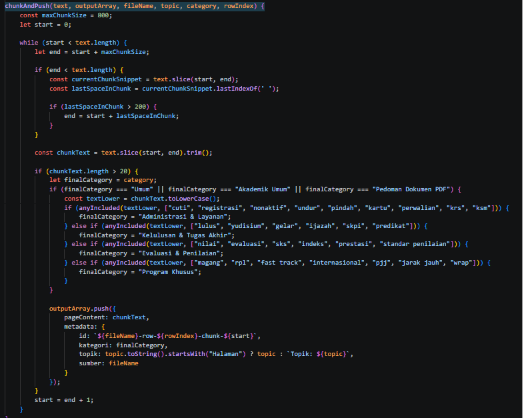 chunkAndPush(text, outputArray, fileName, topic, category, rowIndex) {
const maxChunkSize = 800;
let start = 0;
while (start < text.length) {
let end = start + maxChunkSize;
if (end < text.length) {
const currentChunkSnippet = text.slice(start, end);
const lastSpaceInChunk = currentChunkSnippet.lastIndexOf(' ');
if (lastSpaceInChunk > 200) {
end = start + lastSpaceInChunk;
}
}
const chunkText = text.slice(start, end).trim();
if (chunkText.length > 20) {
let finalCategory = category;
if (finalCategory === "Umum" || finalCategory === "Akademik Umum" || finalCategory === "Pedoman Dokumen PDF") {
const textLower = chunkText.toLowerCase();
if (anyIncluded(textLower, ["cuti", "registrasi", "nonaktif", "undur", "pindah", "kartu", "perwalian", "krs", "ksm"])) {
finalCategory = "Administrasi & Layanan";
} else if (anyIncluded(textLower, ["lulus", "yudisium", "gelar", "ijazah", "skpi", "predikat"])) {
finalCategory = "Kelulusan & Tugas Akhir";
} else if (anyIncluded(textLower, ["nilai", "evaluasi", "sks", "indeks", "prestasi", "standar penilaian"])) {
finalCategory = "Evaluasi & Penilaian";
} else if (anyIncluded(textLower, ["magang", "rpl", "fast track", "internasional", "pjj", "jarak jauh", "wrap"])) {
finalCategory = "Program Khusus";
}
}
outputArray.push({
pageContent: chunkText,
metadata: {
id: `${fileName}-row-${rowIndex}-chunk-${start}`,
kategori: finalCategory,
topik: topic.toString().startsWith("Halaman") ? topic : `Topik: ${topic}`,
sumber: fileName
}
});
}
start = end + 1;
}